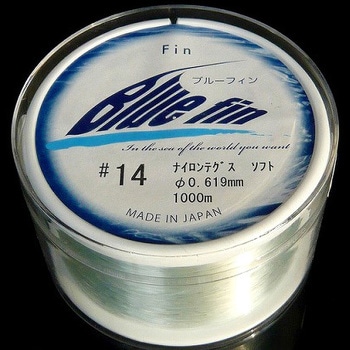 Fin
ブルーフィン
Blue fin
In the sea of the world you want
#14 ﾅｲﾛﾝﾃｸﾞｽ ｿﾌﾄ
φ0.619mm
1000m
MADE IN JAPAN